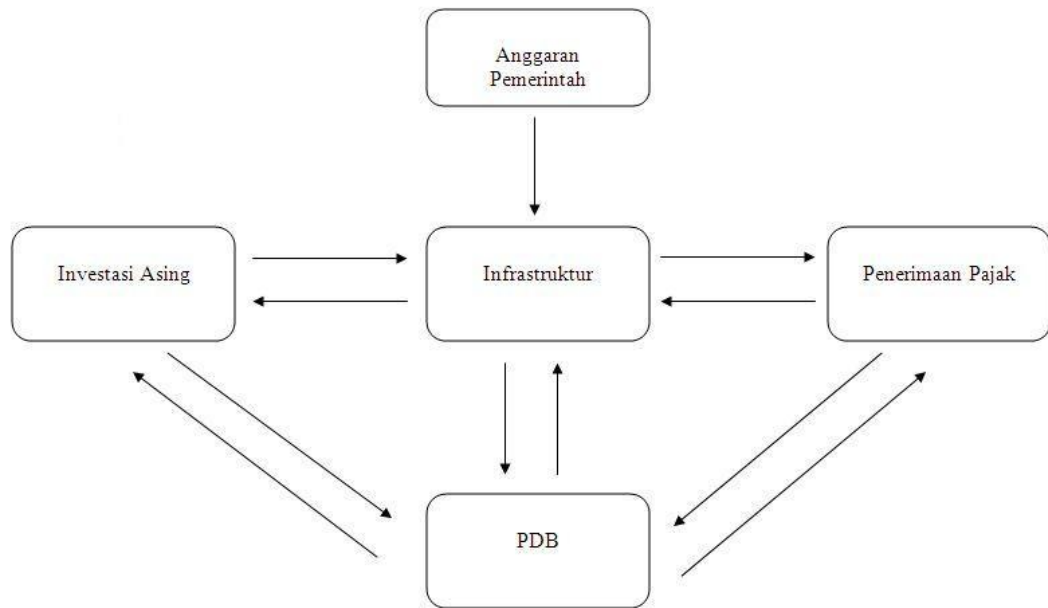 Anggaran
Pemerintah
Investasi Asing
Infrastruktur
Penerimaan Pajak
PDB